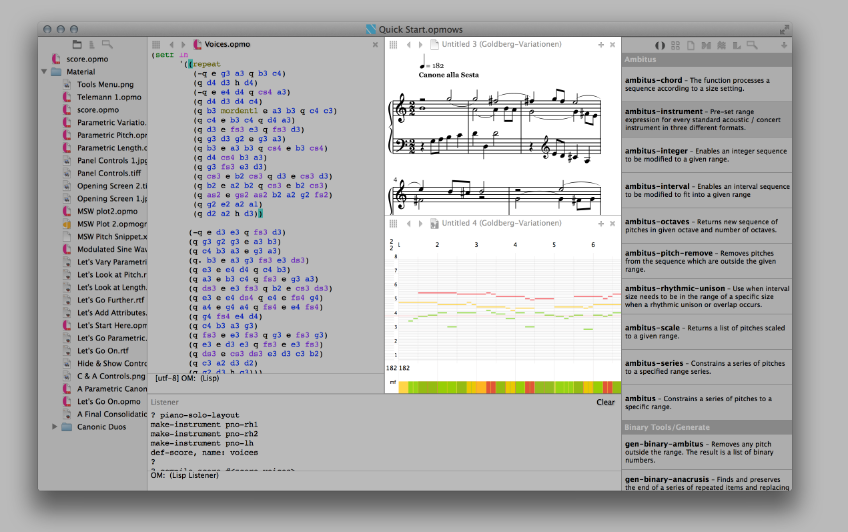 Quick Start.opmows
score.opmo
Material
Tools Menu.png
Telemann 1.opmo
score.opmo
Parametric Variatio.
Parametric Pitch.opr
Parametric Length.c
Panel Controls 1.jpg
Panel Controls.tiff
Opening Screen 2.ti
Opening Screen 1.j
MSW plot2.opmo
MSW Plot 2.opmogr
MSW Pitch Snippet.x
Modulated Sine Wav
Let's Vary Parametri
Let's Look at Pitch.r
Let's Look at Length.
Let's Go Further.rtf
Let's Add Attributes.
Let's Start Here.opm
Let's Go Parametric.
Let's Go On.rtf
Hide & Show Contro
C & A Controls.png
A Parametric Canon
Let's Go On.opmo
A Final Consolidatio
Canonic Duos
Voices.opmo
(setf in
'((repeat
(-q e g3 a3 q b3 c4)
(q d4 d3 h d4)
(-q e e4 d4 q cs4 a3)
(q d4 d3 d4 c4)
(q b3 mordent1 e a3 b3 q c4 c3)
(q c4 e b3 c4 q d4 a3)
(q d3 e fs3 e3 q fs3 d3)
(q g3 d3 g2 e g3 a3)
(q b3 e a3 b3 q cs4 e b3 cs4)
(q d4 cs4 b3 a3)
(q g3 fs3 e3 d3)
(q cs3 e b2 cs3 q d3 e cs3 d3)
(q b2 e a2 b2 q cs3 e b2 cs3)
(q as2 e gs2 as2 b2 a2 g2 fs2)
(q g2 e2 a2 a1)
(q d2 a2 h d3))
(-q e d3 e3 q fs3 d3)
(q g3 g2 g3 e a3 b3)
(q c4 b3 a3 e g3 a3)
(q. b3 e a3 g3 fs3 e3 ds3)
(q e3 e e4 d4 q c4 b3)
(q a3 e b3 c4 q fs3 e g3 a3)
(q ds3 e e3 fs3 q b2 e cs3 ds3)
(q e3 e e4 ds4 q e4 e fs4 g4)
(q a4 e g4 a4 q fs4 e e4 fs4)
(q g4 fs4 e4 d4)
(q c4 b3 a3 g3)
(q fs3 e e3 fs3 q g3 e fs3 g3)
(q e3 e d3 e3 q fs3 e e3 fs3)
(q ds3 e cs3 ds3 e3 d3 c3 b2)
(q c3 a2 d3 d2)
[utf-8] OM: (Lisp)
Untitled 3 (Goldberg-Variationen)
= 182
Canone alla Sesta
4
Untitled 4 (Goldberg-Variationen)
2
2
1 2 3 4 5 6
8
7
6
5
4
3
2
1
182 182
mf
Listener
Clear
? piano-solo-layout
make-instrument pno-rh1
make-instrument pno-rh2
make-instrument pno-lh
def-score, name: voices
?
OM: (Lisp Listener)
Ambitus
ambitus-chord - The function processes a
sequence according to a size setting.
ambitus-instrument - Pre-set range
expression for every standard acoustic / concert
instrument in three different formats.
ambitus-integer - Enables an integer sequence
to be modified to a given range.
ambitus-interval - Enables an interval sequence
to be modified to fit into a given range
ambitus-octaves - Returns new sequence of
pitches in given octave and number of octaves.
ambitus-pitch-remove - Removes pitches
from the sequence which are outside the given
range.
ambitus-rhythmic-unison - Use when interval
size needs to be in the range of a specific size
when a rhythmic unison or overlap occurs.
ambitus-scale - Returns a list of pitches scaled
to a given range.
ambitus-series - Constrains a series of pitches
to a specified range series.
ambitus - Constrains a series of pitches to a
specific range.
Binary Tools/Generate
gen-binary-ambitus - Removes any pitch
outside the range. The result is a list of binary
numbers.
gen-binary-anacrusis - Finds and preserves
the end of a series of repeated items and replacing